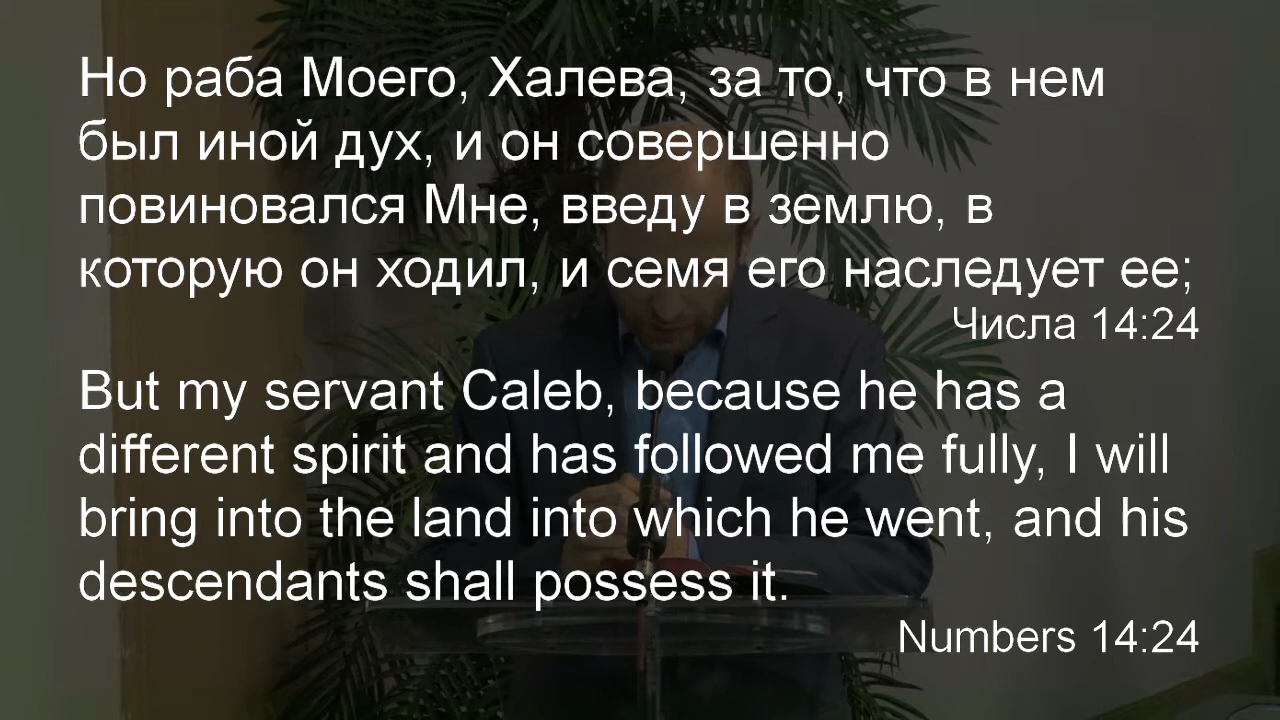 Но раба Моего, Халева, за то, что в нем
был иной дух, и он совершенно
повиновался Мне, введу в землю, в
которую он ходил, и семя его наследует ее;
Числа 14:24
But my servant Caleb, because he has a
different spirit and has followed me fully, I will
bring into the land into which he went, and his
descendants shall possess it.
Numbers 14:24